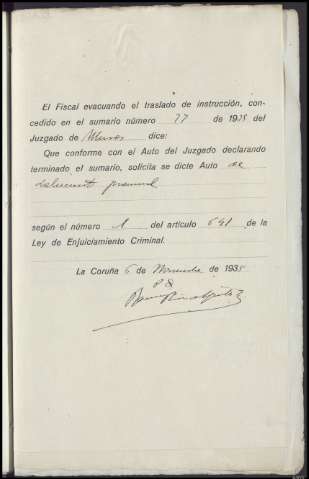 El Fiscal evacuando el traslado de instrucción, con-
cedido en el sumario número 77 de 1935 del
Juzgado de Muros dice:
Que conforme con el Auto del Juzgado declarando
terminado el sumario, solicita se dicte Auto de
según el número 1 del artículo 641 de la
Ley de Enjuiciamiento Criminal.
La Coruña 6 de Noviembre de 1935